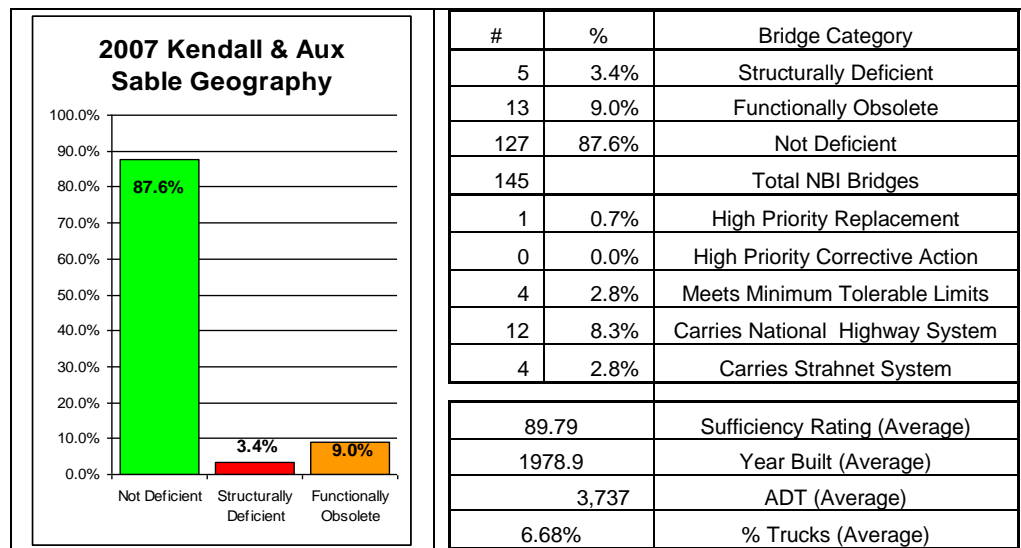 2007 Kendall & Aux
Sable Geography
100.0%
90.0%
80.0%
70.0%
60.0%
50.0%
40.0%
30.0%
20.0%
10.0%
0.0%
87.6%
3.4%
9.0%
Not Deficient
Structurally
Deficient
Functionally
Obsolete
# % Bridge Category
5 3.4% Structurally Deficient
13 9.0% Functionally Obsolete
127 87.6% Not Deficient
145 Total NBI Bridges
1 0.7% High Priority Replacement
0 0.0% High Priority Corrective Action
4 2.8% Meets Minimum Tolerable Limits
12 8.3% Carries National Highway System
4 2.8% Carries Strahnet System
89.79 Sufficiency Rating (Average)
1978.9 Year Built (Average)
3,737 ADT (Average)
6.68% % Trucks (Average)